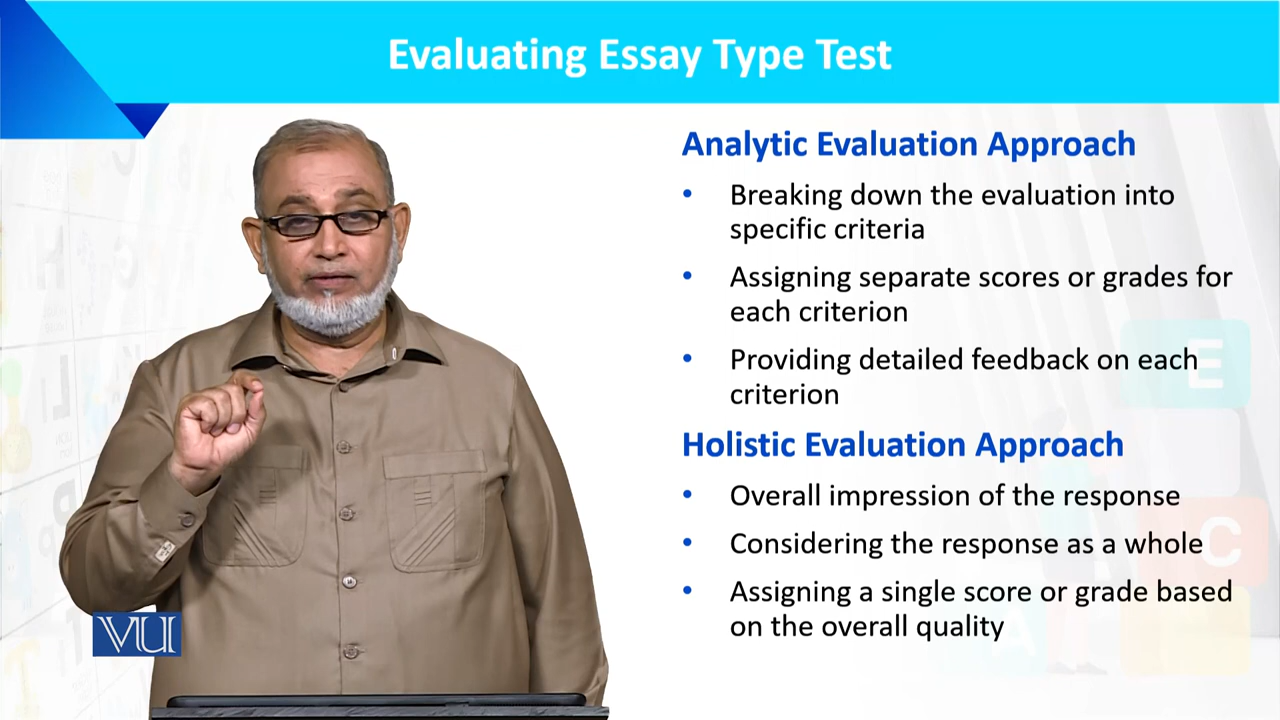 Evaluating Essay Type Test
Analytic Evaluation Approach
• Breaking down the evaluation into
specific criteria
• Assigning separate scores or grades for
each criterion
• Providing detailed feedback on each
criterion
Holistic Evaluation Approach
• Overall impression of the response
• Considering the response as a whole
• Assigning a single score or grade based
on the overall quality
VU
E
C
A